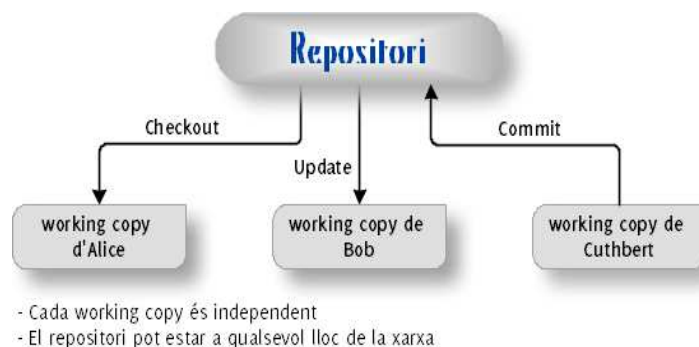 Repositori
Checkout
Update
Commit
working copy
d'Alice
working copy de
Bob
working copy de
Cuthbert
- Cada working copy és independent
- El repositori pot estar a qualsevol lloc de la xarxa